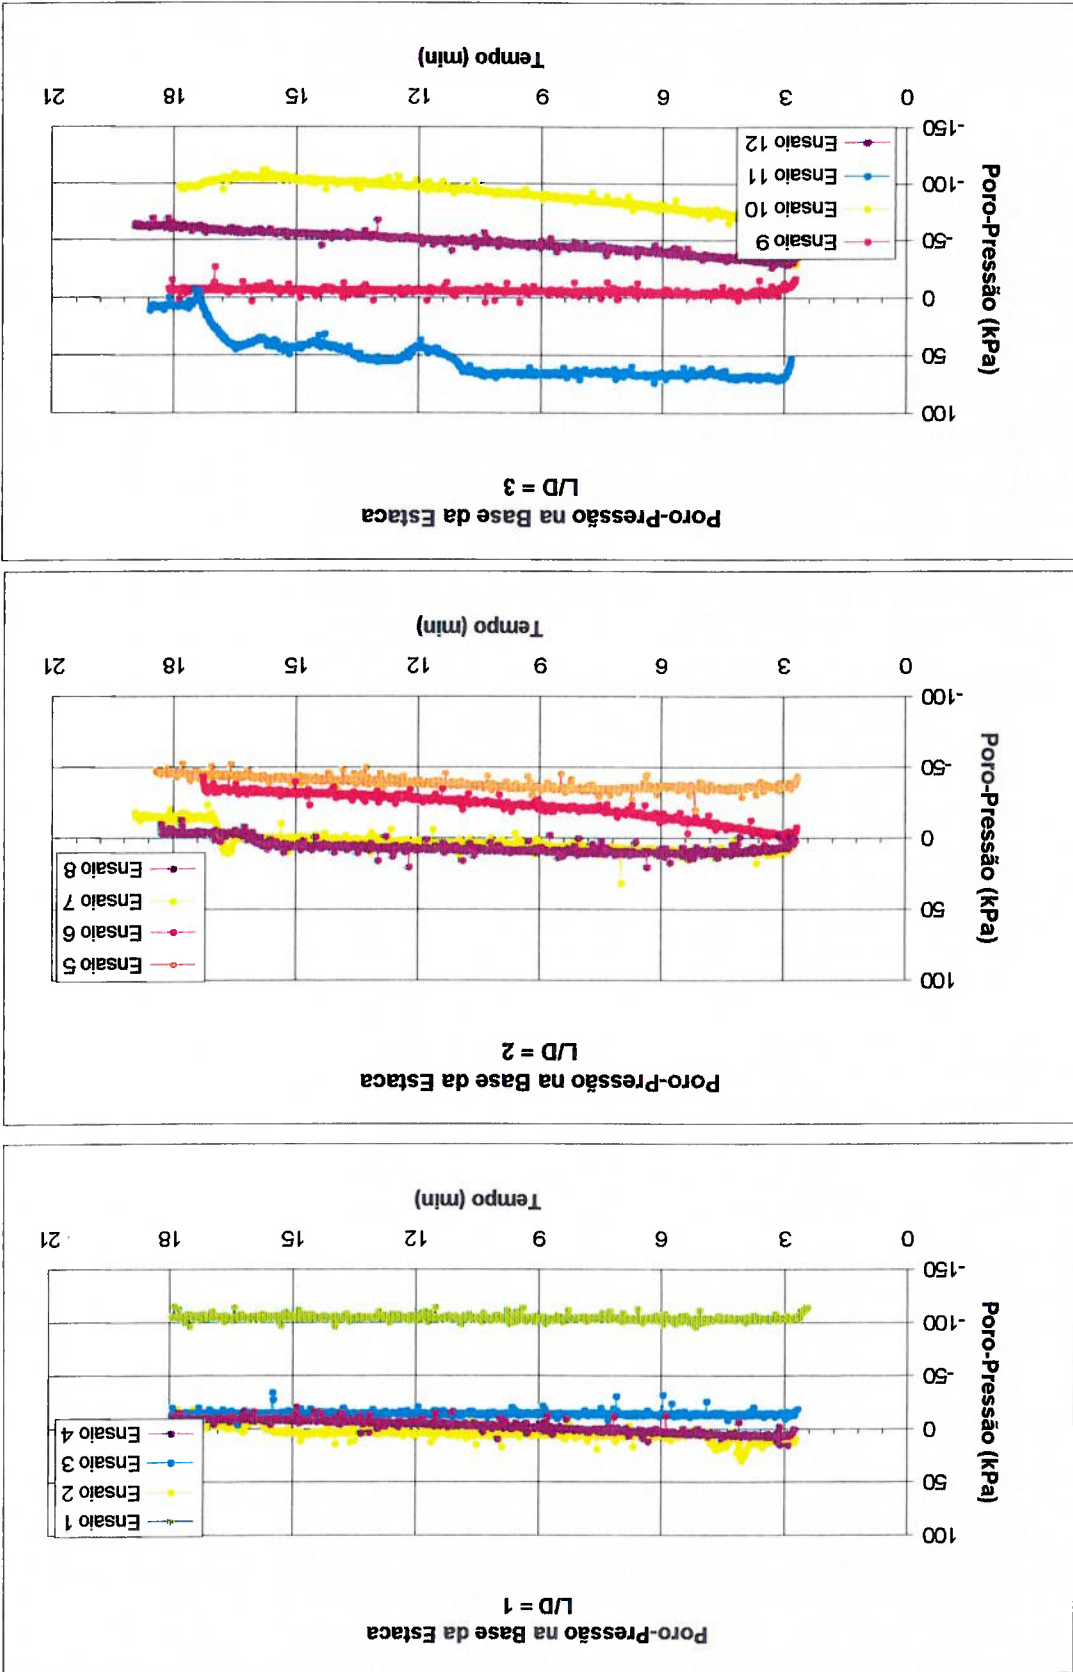 Poro-Pressão na Base da Estaca
L/D = 1
Poro-Pressão (kPa)
100
50
0
-50
-100
-150
0
3
6
9
12
15
18
21
Tempo (min)
Ensaio 1
Ensaio 2
Ensaio 3
Ensaio 4
Poro-Pressão na Base da Estaca
L/D = 2
Poro-Pressão (kPa)
100
50
0
-50
-100
0
3
6
9
12
15
18
21
Tempo (min)
Ensaio 5
Ensaio 6
Ensaio 7
Ensaio 8
Poro-Pressão na Base da Estaca
L/D = 3
Poro-Pressão (kPa)
100
50
0
-50
-100
-150
0
3
6
9
12
15
18
21
Tempo (min)
Ensaio 9
Ensaio 10
Ensaio 11
Ensaio 12